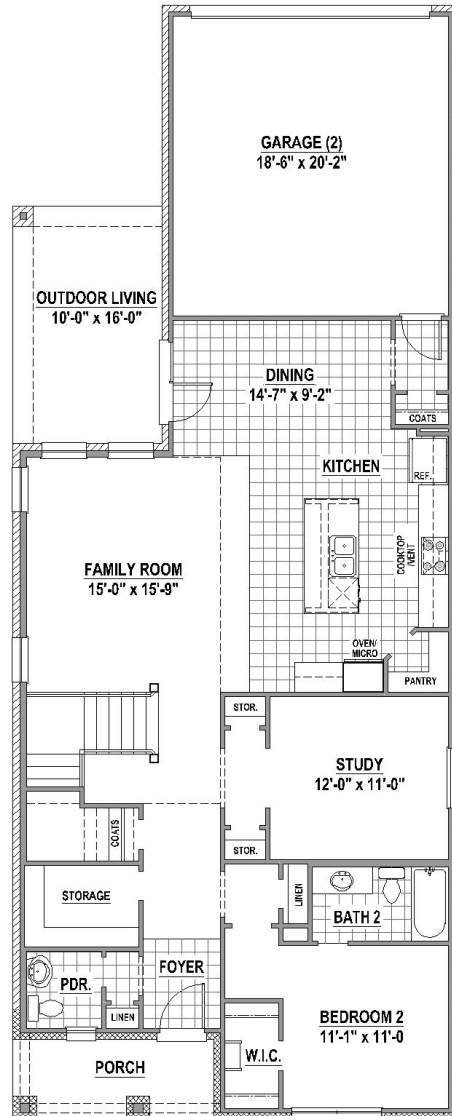 GARAGE (2)
18'-6" x 20'-2"
OUTDOOR LIVING
10'-0" x 16'-0"
DINING
14'-7" x 9'-2"
COATS
KITCHEN
REF.
COOKTOP
/VENT
FAMILY ROOM
15'-0" x 15'-9"
OVEN/
MICRO
PANTRY
STOR.
STUDY
12'-0" x 11'-0"
COATS
STOR.
STORAGE
LINEN
BATH 2
FOYER
PDR.
LINEN
BEDROOM 2
11'-1" x 11'-0
W.I.C.
PORCH